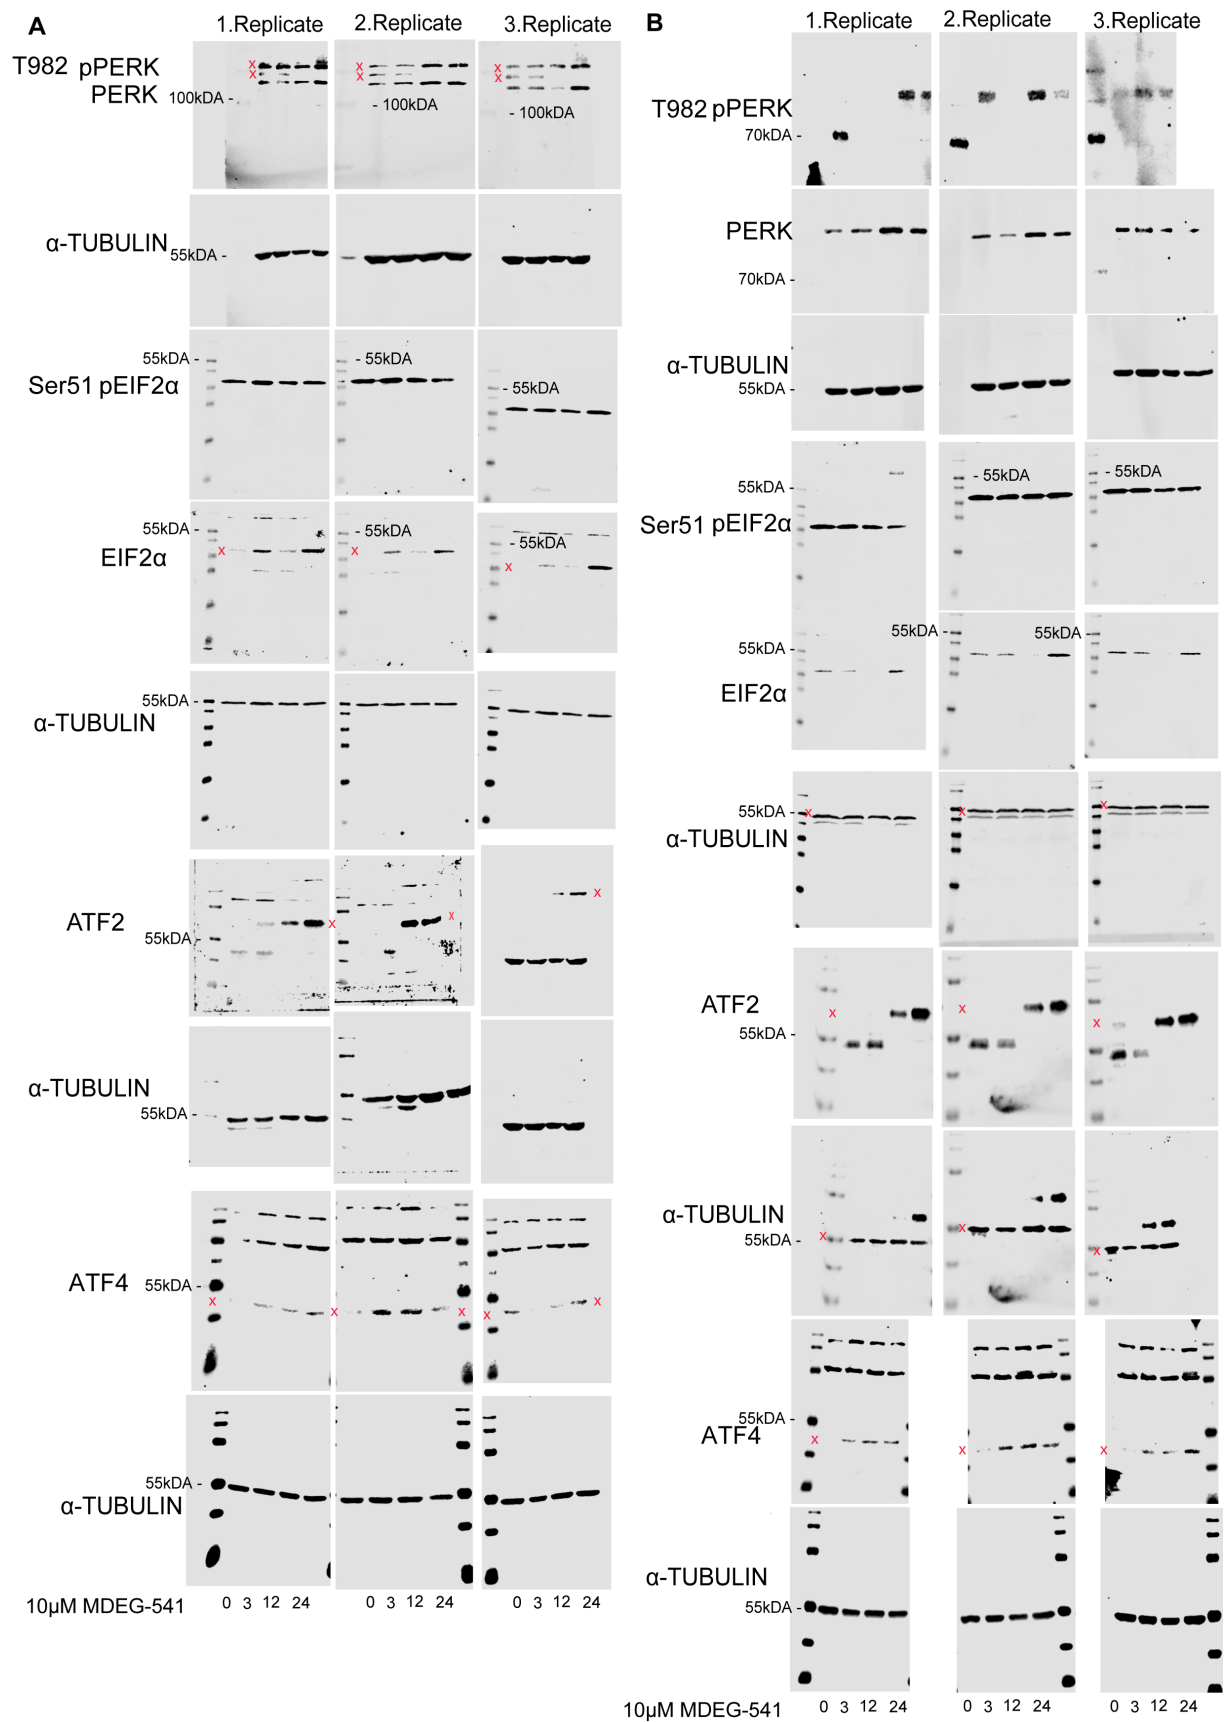 A
1.Replicate 2.Replicate 3.Replicate
x
T982 pPERK x x x
x x
PERK
100kDA -
- 100kDA
- 100kDA
α-TUBULIN
55kDA -
55kDA - - 55kDA
Ser51 pEIF2α - 55kDA
55kDA - - 55kDA
EIF2α x x - 55kDA
x
55kDA -
α-TUBULIN
x
ATF2 x x
55kDA -
α-TUBULIN
55kDA -
ATF4 55kDA -
x x x x x
55kDA -
α-TUBULIN
10µM MDEG-541 0 3 12 24 0 3 12 24 0 3 12 24
B
1.Replicate 2.Replicate 3.Replicate
T982 pPERK
70kDA -
PERK
70kDA -
α-TUBULIN
55kDA -
- 55kDA - 55kDA
55kDA -
Ser51 pEIF2α
55kDA - 55kDA -
55kDA -
EIF2α
55kDA - x x x
α-TUBULIN
ATF2 x x x
55kDA -
α-TUBULIN x x
55kDA - x
55kDA -
ATF4 x x x
α-TUBULIN
55kDA -
10µM MDEG-541 0 3 12 24 0 3 12 24 0 3 12 24